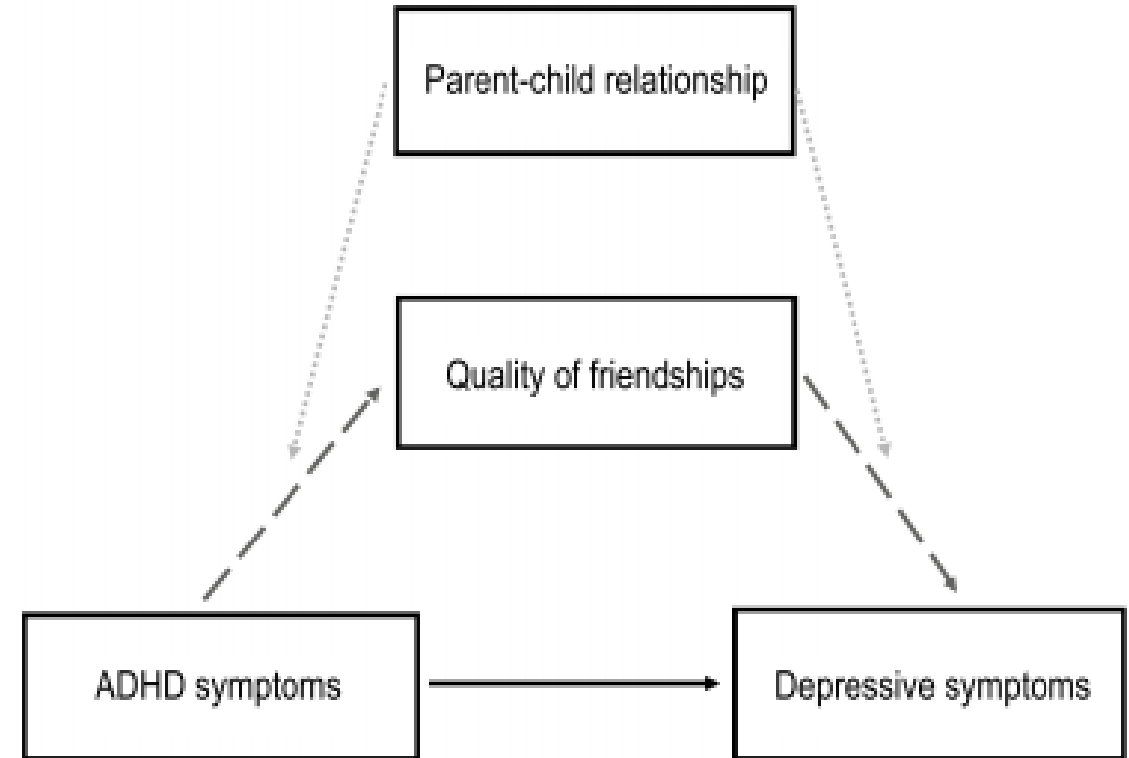 Parent-child relationship
Quality of friendships
ADHD symptoms
Depressive symptoms